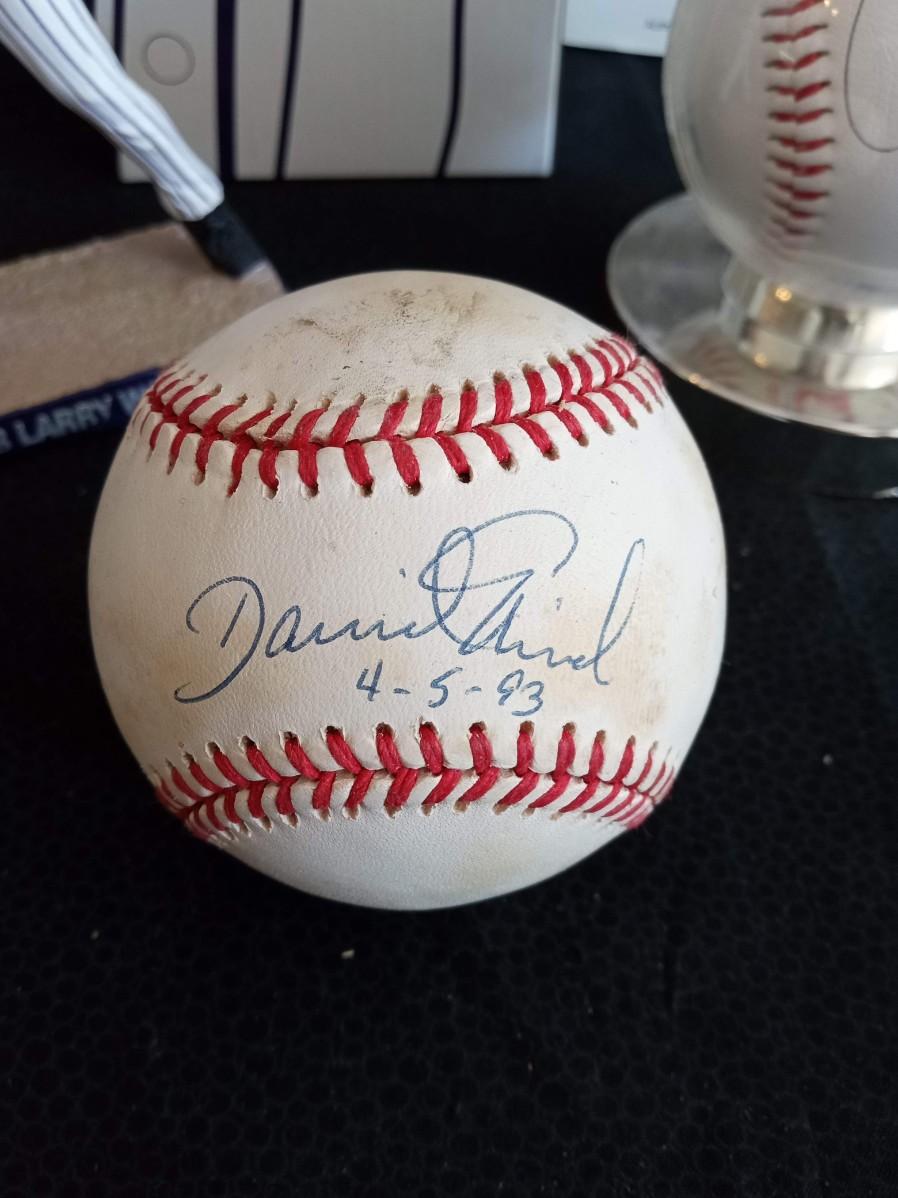 LARRY W
David Nied
4-5-93